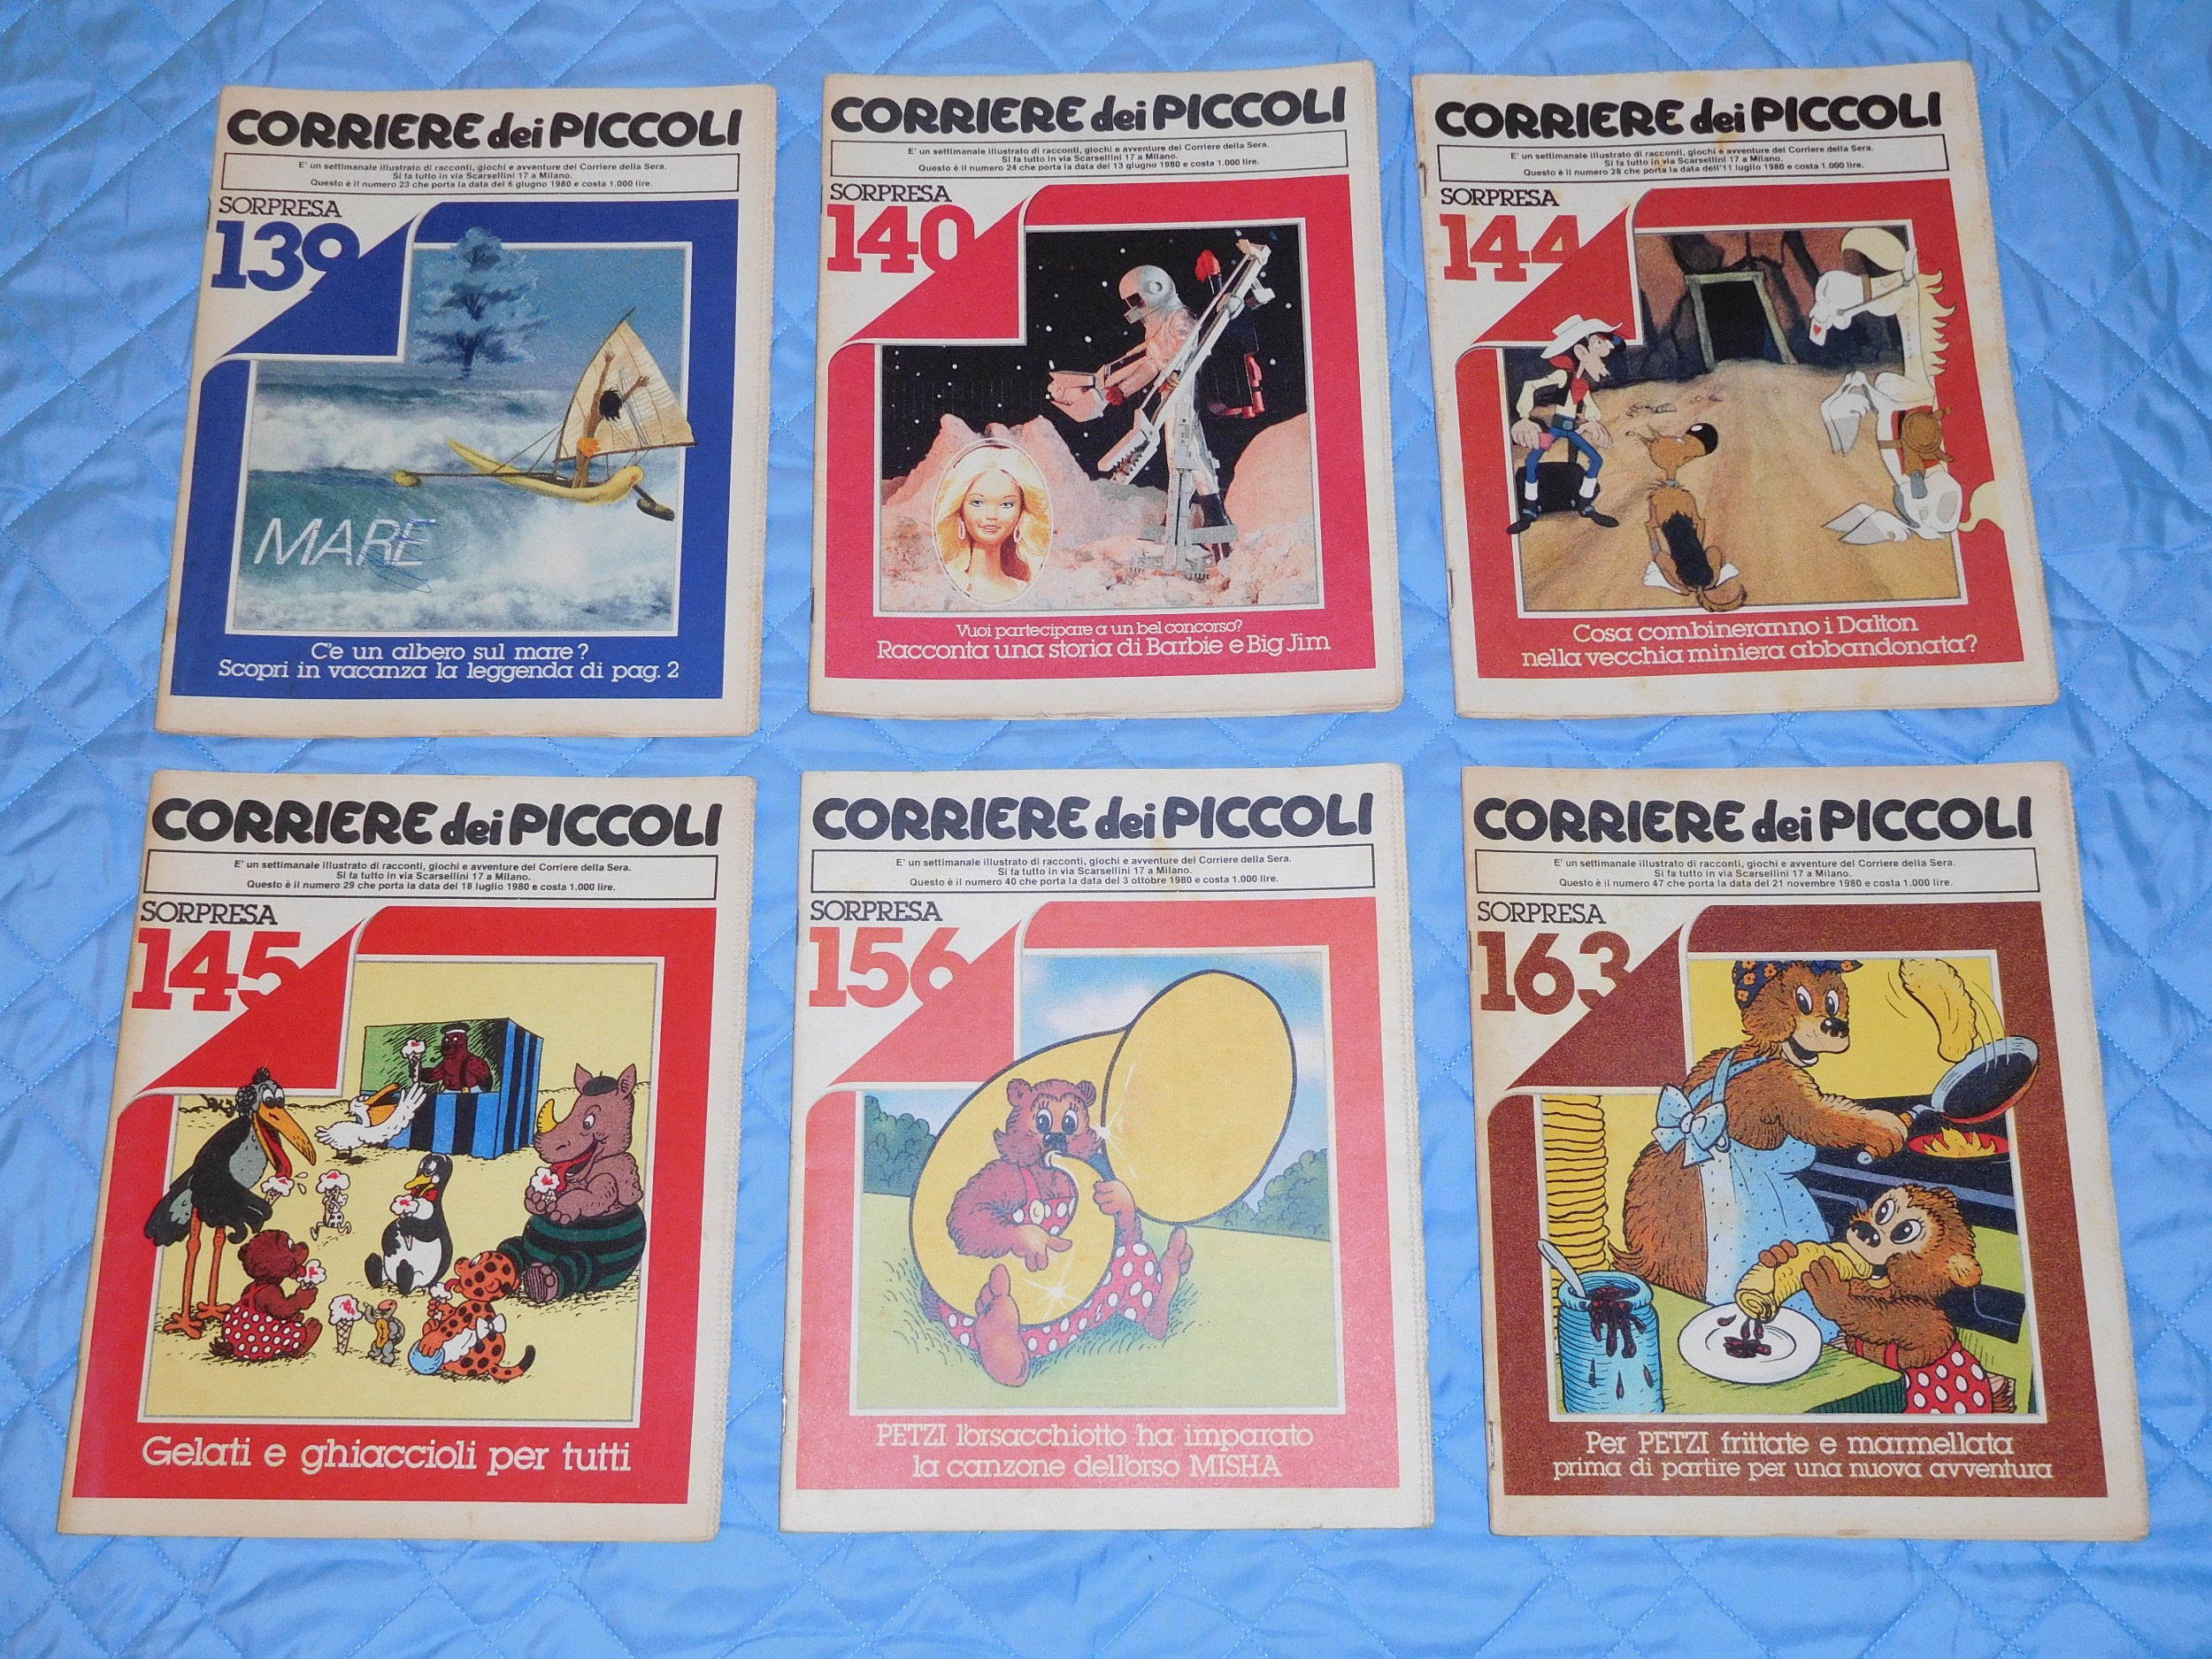 CORRIERE dei PICCOLI
E' un settimanale illustrato di racconti, giochi e avventure del Corriere della Sera.
Si fa tutto in via Scarsellini 17 a Milano.
Questo è il numero 23 che porta la data del 6 giugno 1980 e costa 1.000 lire.
SORPRESA
139
MARE
C'e un albero sul mare?
Scopri in vacanza la leggenda di pag. 2
CORRIERE dei PICCOLI
E' un settimanale illustrato di racconti, giochi e avventure del Corriere della Sera.
Si fa tutto in via Scarsellini 17 a Milano.
Questo è il numero 24 che porta la data del 13 giugno 1980 e costa 1.000 lire.
SORPRESA
140
Vuoi partecipare a un bel concorso?
Racconta una storia di Barbie e Big Jim
CORRIERE dei PICCOLI
E' un settimanale illustrato di racconti, giochi e avventure del Corriere della Sera.
Si fa tutto in via Scarsellini 17 a Milano.
Questo è il numero 28 che porta la data dell'11 luglio 1980 e costa 1.000 lire.
SORPRESA
144
Cosa combineranno i Dalton
nella vecchia miniera abbandonata?
CORRIERE dei PICCOLI
E' un settimanale illustrato di racconti, giochi e avventure del Corriere della Sera.
Si fa tutto in via Scarsellini 17 a Milano.
Questo è il numero 29 che porta la data del 18 luglio 1980 e costa 1.000 lire.
SORPRESA
145
Gelati e ghiaccioli per tutti
CORRIERE dei PICCOLI
E' un settimanale illustrato di racconti, giochi e avventure del Corriere della Sera.
Si fa tutto in via Scarsellini 17 a Milano.
Questo è il numero 40 che porta la data del 3 ottobre 1980 e costa 1.000 lire.
SORPRESA
156
PETZI l'orsacchiotto ha imparato
la canzone dell'orso MISHA
CORRIERE dei PICCOLI
E' un settimanale illustrato di racconti, giochi e avventure del Corriere della Sera.
Si fa tutto in via Scarsellini 17 a Milano.
Questo è il numero 47 che porta la data del 21 novembre 1980 e costa 1.000 lire.
SORPRESA
163
Per PETZI frittate e marmellata
prima di partire per una nuova avventura